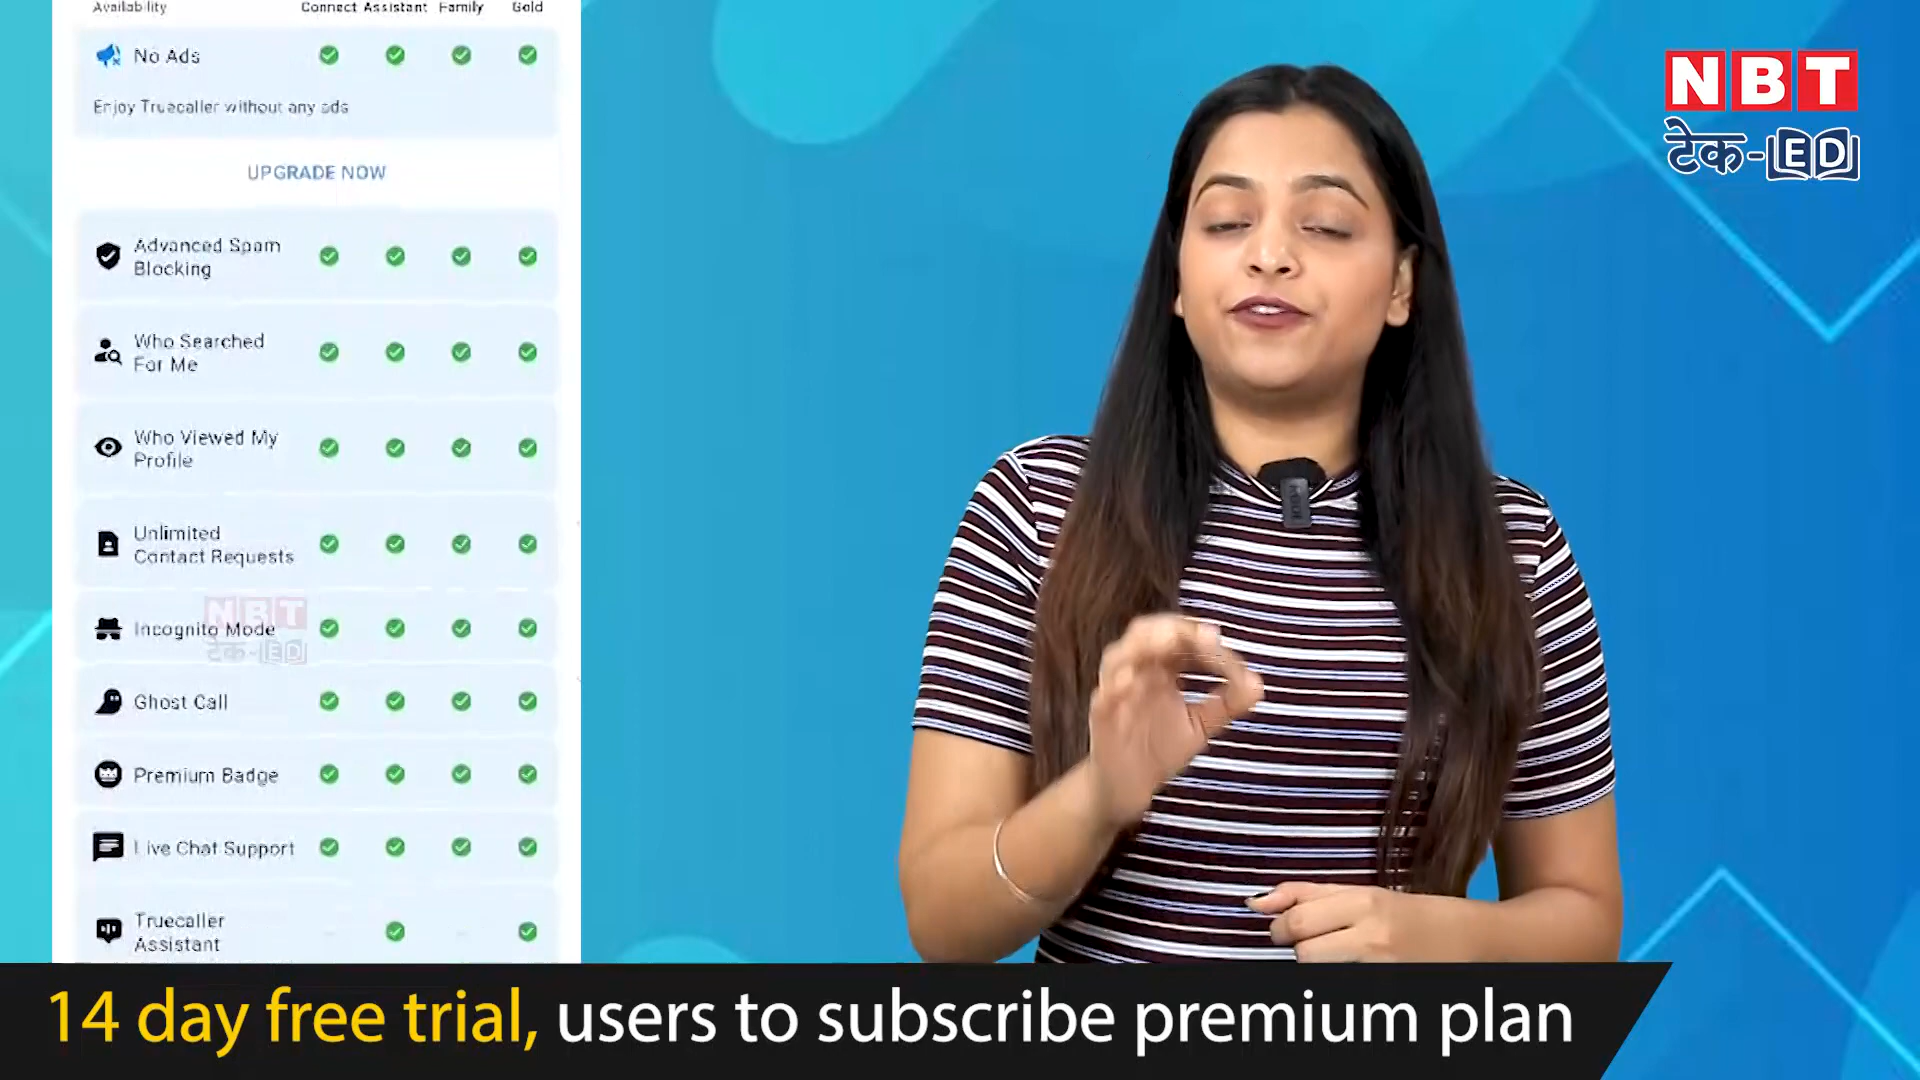 Availability Connect Assistant Family Gold
No Ads
Enjoy Truecaller without any ads
UPGRADE NOW
Advanced Spam
Blocking
Who Searched
For Me
Who Viewed My
Profile
Unlimited
Contact Requests
Incognito Mode
NBT
टेक-ED
Ghost Call
Premium Badge
Live Chat Support
Truecaller
Assistant
NBT
टेक-ED
14 day free trial, users to subscribe premium plan